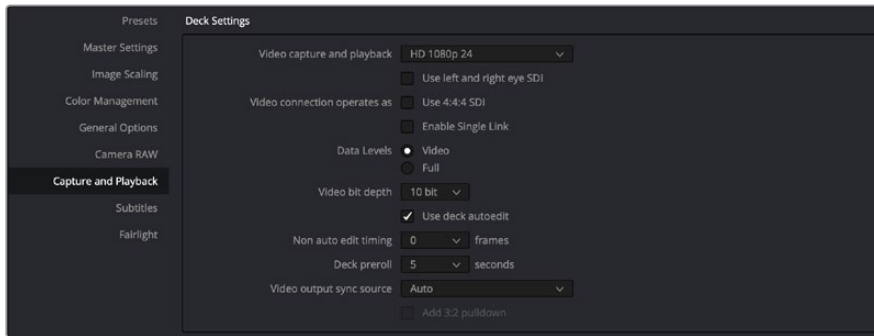 Presets
Master Settings
Image Scaling
Color Management
General Options
Camera RAW
Capture and Playback
Subtitles
Fairlight
Deck Settings
Video capture and playback HD 1080p 24
Use left and right eye SDI
Video connection operates as Use 4:4:4 SDI
Enable Single Link
Data Levels Video
Full
Video bit depth 10 bit
Use deck autoedit
Non auto edit timing 0 frames
Deck preroll 5 seconds
Video output sync source Auto
Add 3:2 pulldown